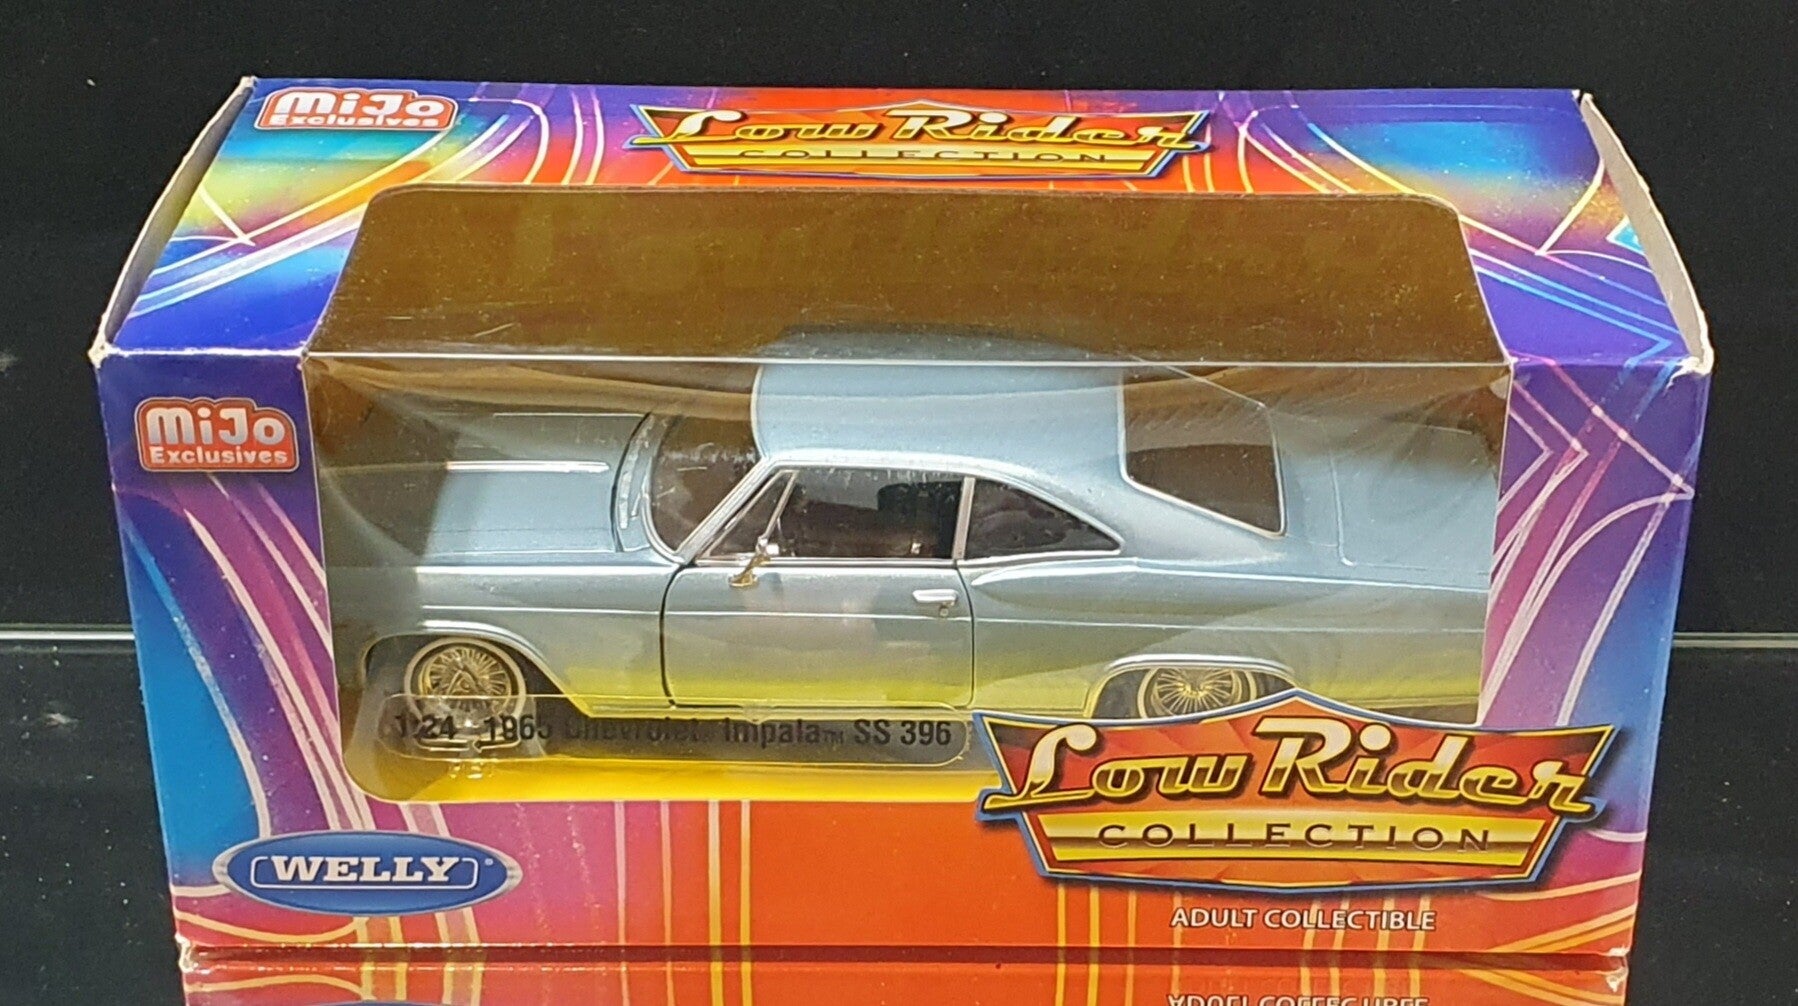 MiJo
Exclusives
Low Rider
COLLECTION
MiJo
Exclusives
1:24 1965 Chevrolet Impala™ SS 396
Low Rider
COLLECTION
WELLY
ADULT COLLECTIBLE